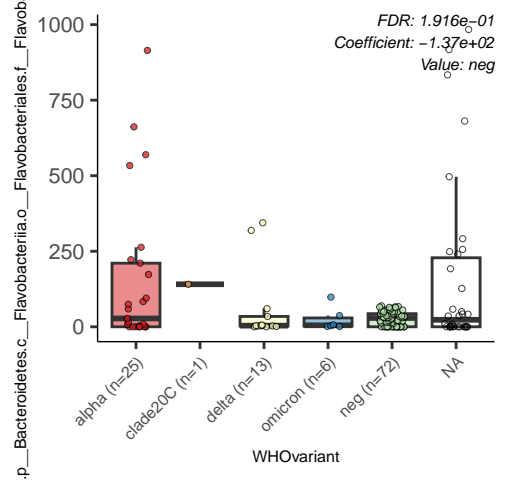 FDR: 1.916e−01
Coefficient: −1.37e+02
Value: neg
.p__Bacteroidetes.c__Flavobacteriia.o__Flavobacteriales.f__Flavob
1000
750
500
250
0
alpha (n=25)
clade20C (n=1)
delta (n=13)
omicron (n=6)
neg (n=72)
NA
WHOvariant